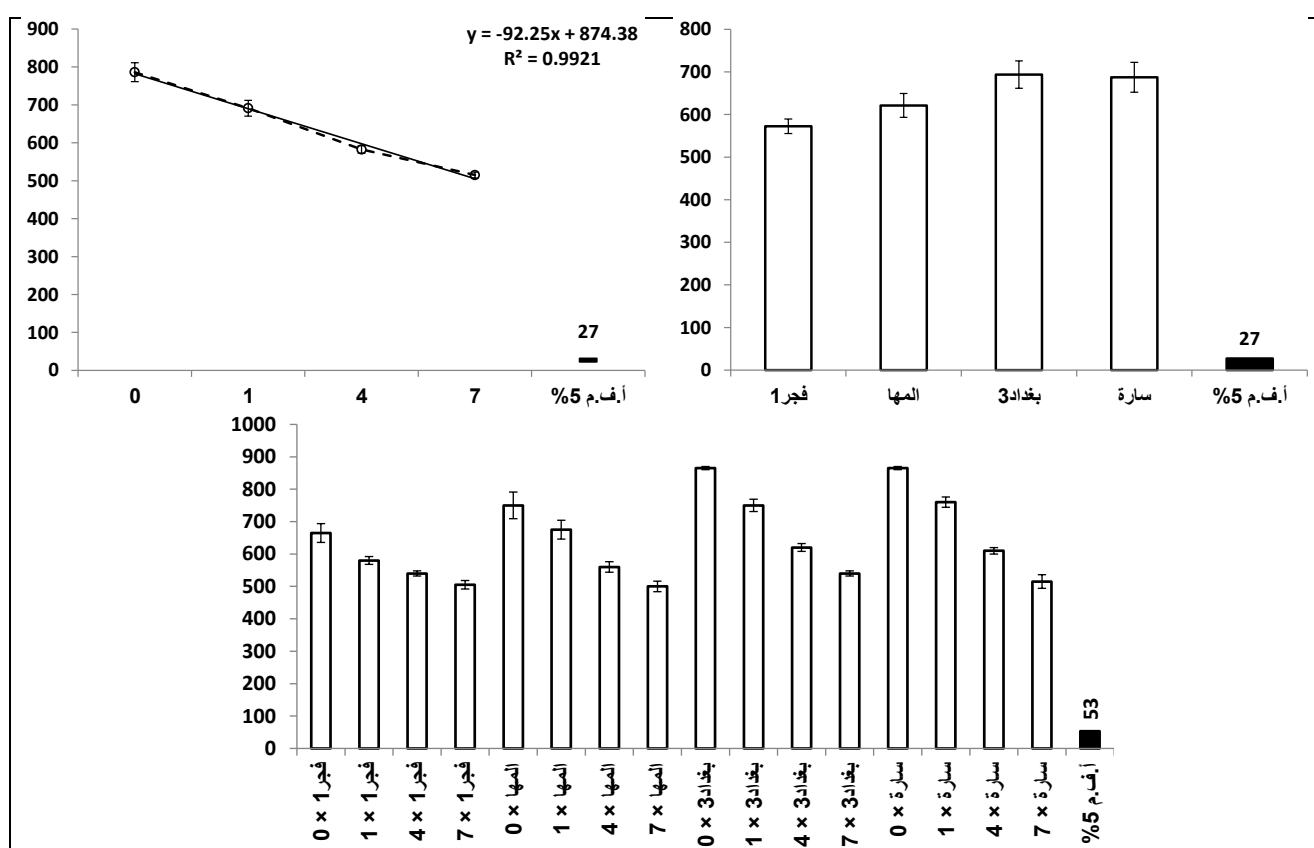 y = -92.25x + 874.38
R² = 0.9921
900
800
700
600
500
400
300
200
100
0
27
0 1 4 7 أ.ف.م 5%
800
700
600
500
400
300
200
100
0
27
فجر1 المها بغداد3 سارة أ.ف.م 5%
1000
900
800
700
600
500
400
300
200
100
0
53
فجر1 × 0
فجر1 × 1
فجر1 × 4
فجر1 × 7
المها × 0
المها × 1
المها × 4
المها × 7
بغداد3 × 0
بغداد3 × 1
بغداد3 × 4
بغداد3 × 7
سارة × 0
سارة × 1
سارة × 4
سارة × 7
أ.ف.م 5%